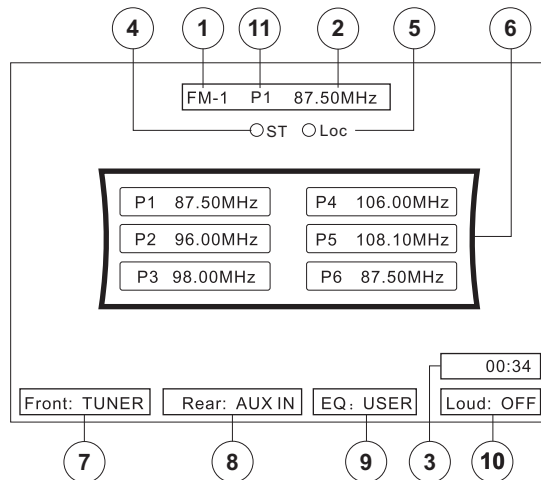 4 1 11 2 5 6
FM-1 P1 87.50MHz
ST Loc
P1 87.50MHz P4 106.00MHz
P2 96.00MHz P5 108.10MHz
P3 98.00MHz P6 87.50MHz
00:34
Front: TUNER Rear: AUX IN EQ: USER Loud: OFF
7 8 9 3 10